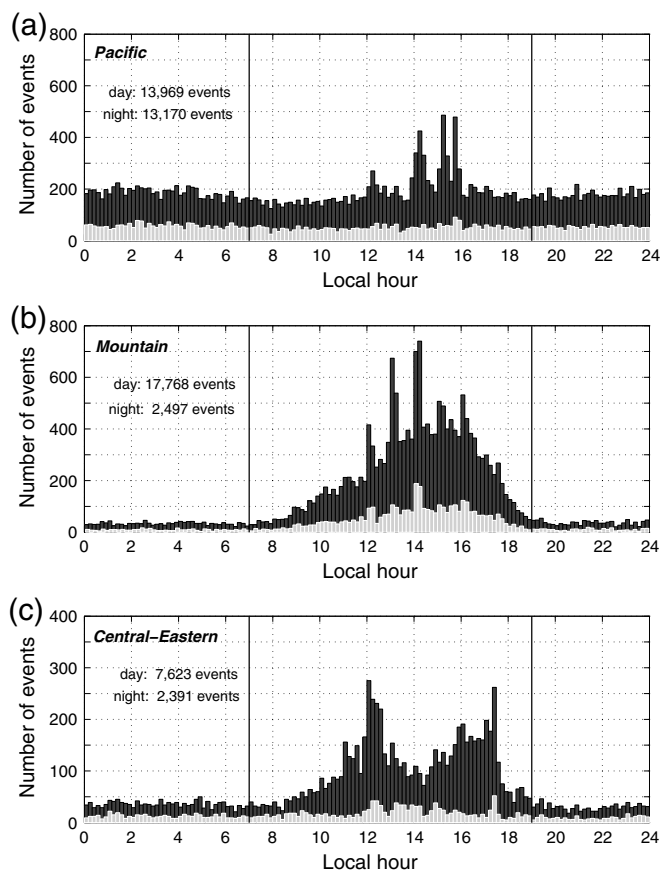 (a)
800
Pacific
600
day: 13,969 events
night: 13,170 events
400
200
0
Number of events
0 2 4 6 8 10 12 14 16 18 20 22 24
Local hour
(b)
800
Mountain
600
day: 17,768 events
night: 2,497 events
400
200
0
Number of events
0 2 4 6 8 10 12 14 16 18 20 22 24
Local hour
(c)
400
Central–Eastern
300
day: 7,623 events
night: 2,391 events
200
100
0
Number of events
0 2 4 6 8 10 12 14 16 18 20 22 24
Local hour